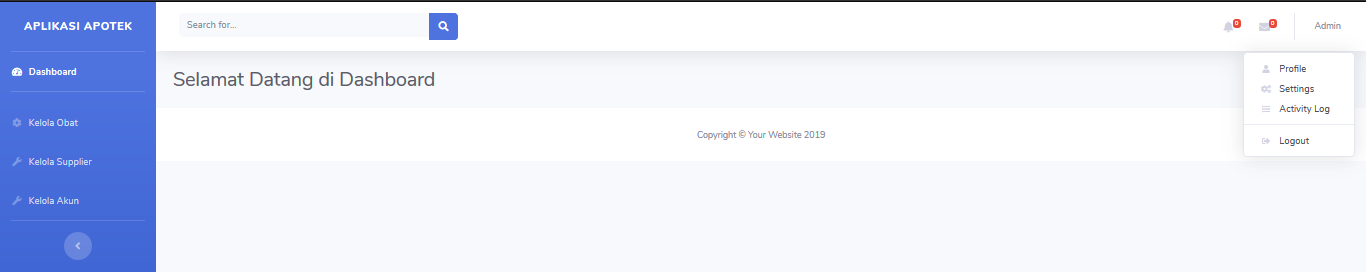 APLIKASI APOTEK
Dashboard
Kelola Obat
Kelola Supplier
Kelola Akun
Search for...
0
0
Admin
Selamat Datang di Dashboard
Profile
Settings
Activity Log
Logout
Copyright © Your Website 2019